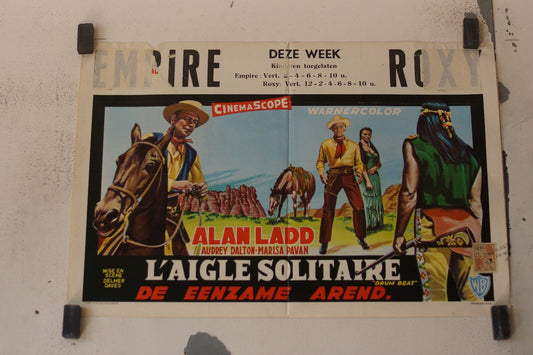 DEZE WEEK
EMPIRE
ROXY
Kinderen toegelaten
Empire: Vert. 2-4-6-8-10 u.
Roxy: Vert. 12-2-4-6-8-10 u.
CINEMASCOPE
WARNERCOLOR
ALAN LADD
AUDREY DALTON - MARISA PAVAN
MISE EN
SCENE
DELMER
DAVES
L'AIGLE SOLITAIRE
"DRUM BEAT"
DE EENZAME AREND.
WB